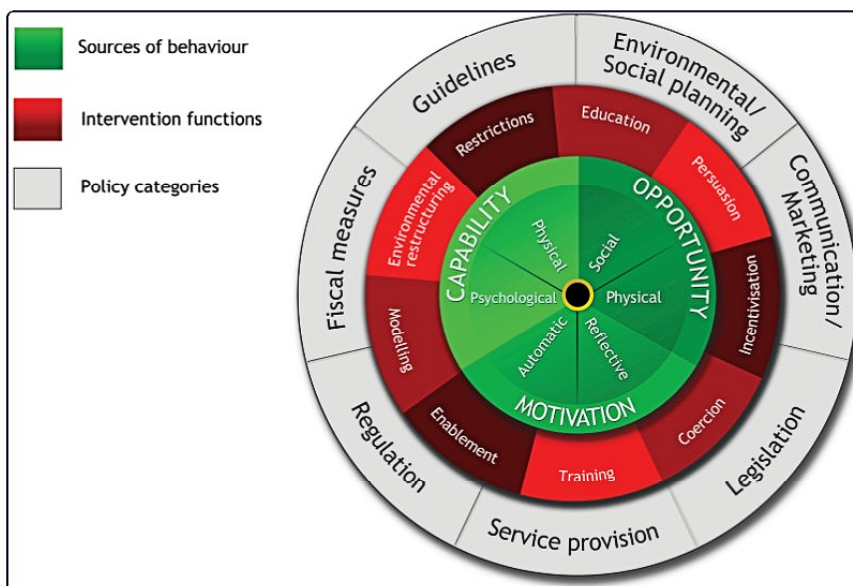 Sources of behaviour
Intervention functions
Policy categories
Guidelines
Environmental/
Social planning
Communication/
Marketing
Legislation
Service provision
Regulation
Fiscal measures
Restrictions
Education
Persuasion
Incentivisation
Coercion
Training
Enablement
Modelling
Environmental
restructuring
CAPABILITY
OPPORTUNITY
MOTIVATION
Physical
Social
Psychological
Physical
Automatic
Reflective